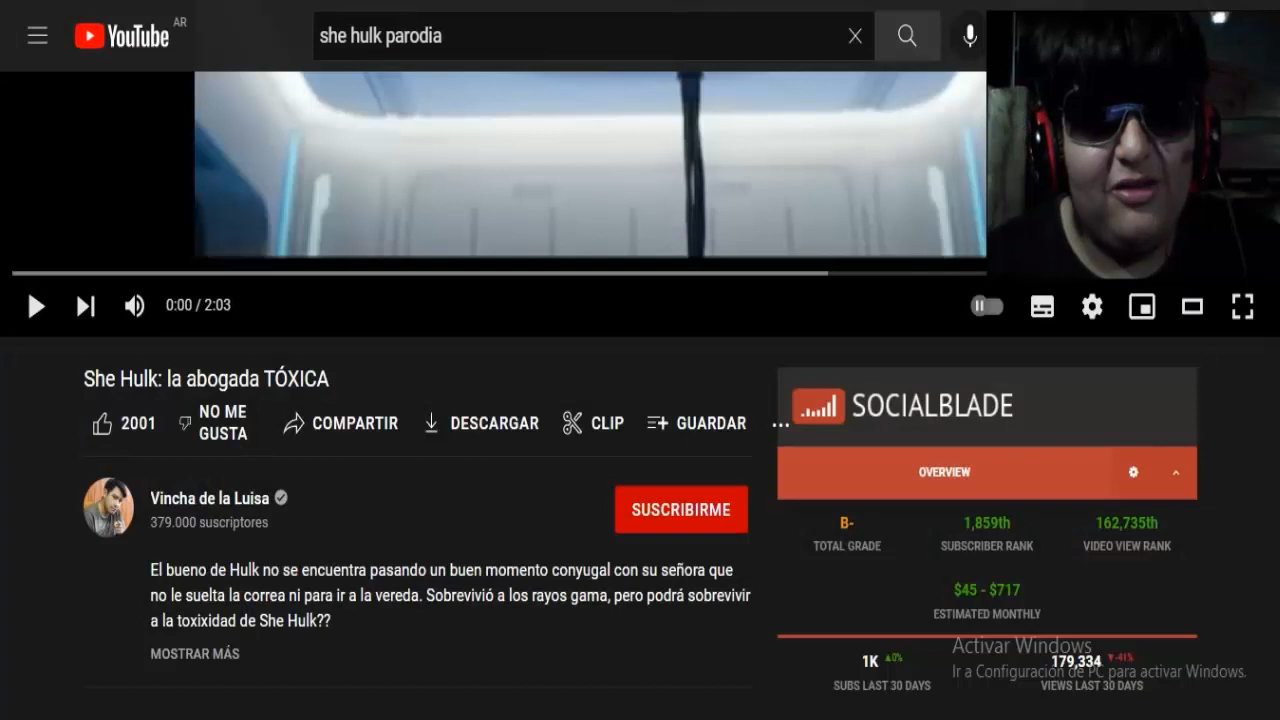 YouTube AR
she hulk parodia
0:00 / 2:03
She Hulk: la abogada TÓXICA
2001
NO ME
GUSTA
COMPARTIR
DESCARGAR
CLIP
GUARDAR
...
Vincha de la Luisa
379.000 suscriptores
SUSCRIBIRME
El bueno de Hulk no se encuentra pasando un buen momento conyugal con su señora que
no le suelta la correa ni para ir a la vereda. Sobrevivió a los rayos gama, pero podrá sobrevivir
a la toxixidad de She Hulk??
MOSTRAR MÁS
SOCIALBLADE
OVERVIEW
B-
TOTAL GRADE
1,859th
SUBSCRIBER RANK
162,735th
VIDEO VIEW RANK
$45 - $717
ESTIMATED MONTHLY
1K ▲0%
SUBS LAST 30 DAYS
179,334 ▼-41%
VIEWS LAST 30 DAYS
Activar Windows
Ir a Configuración de PC para activar Windows.